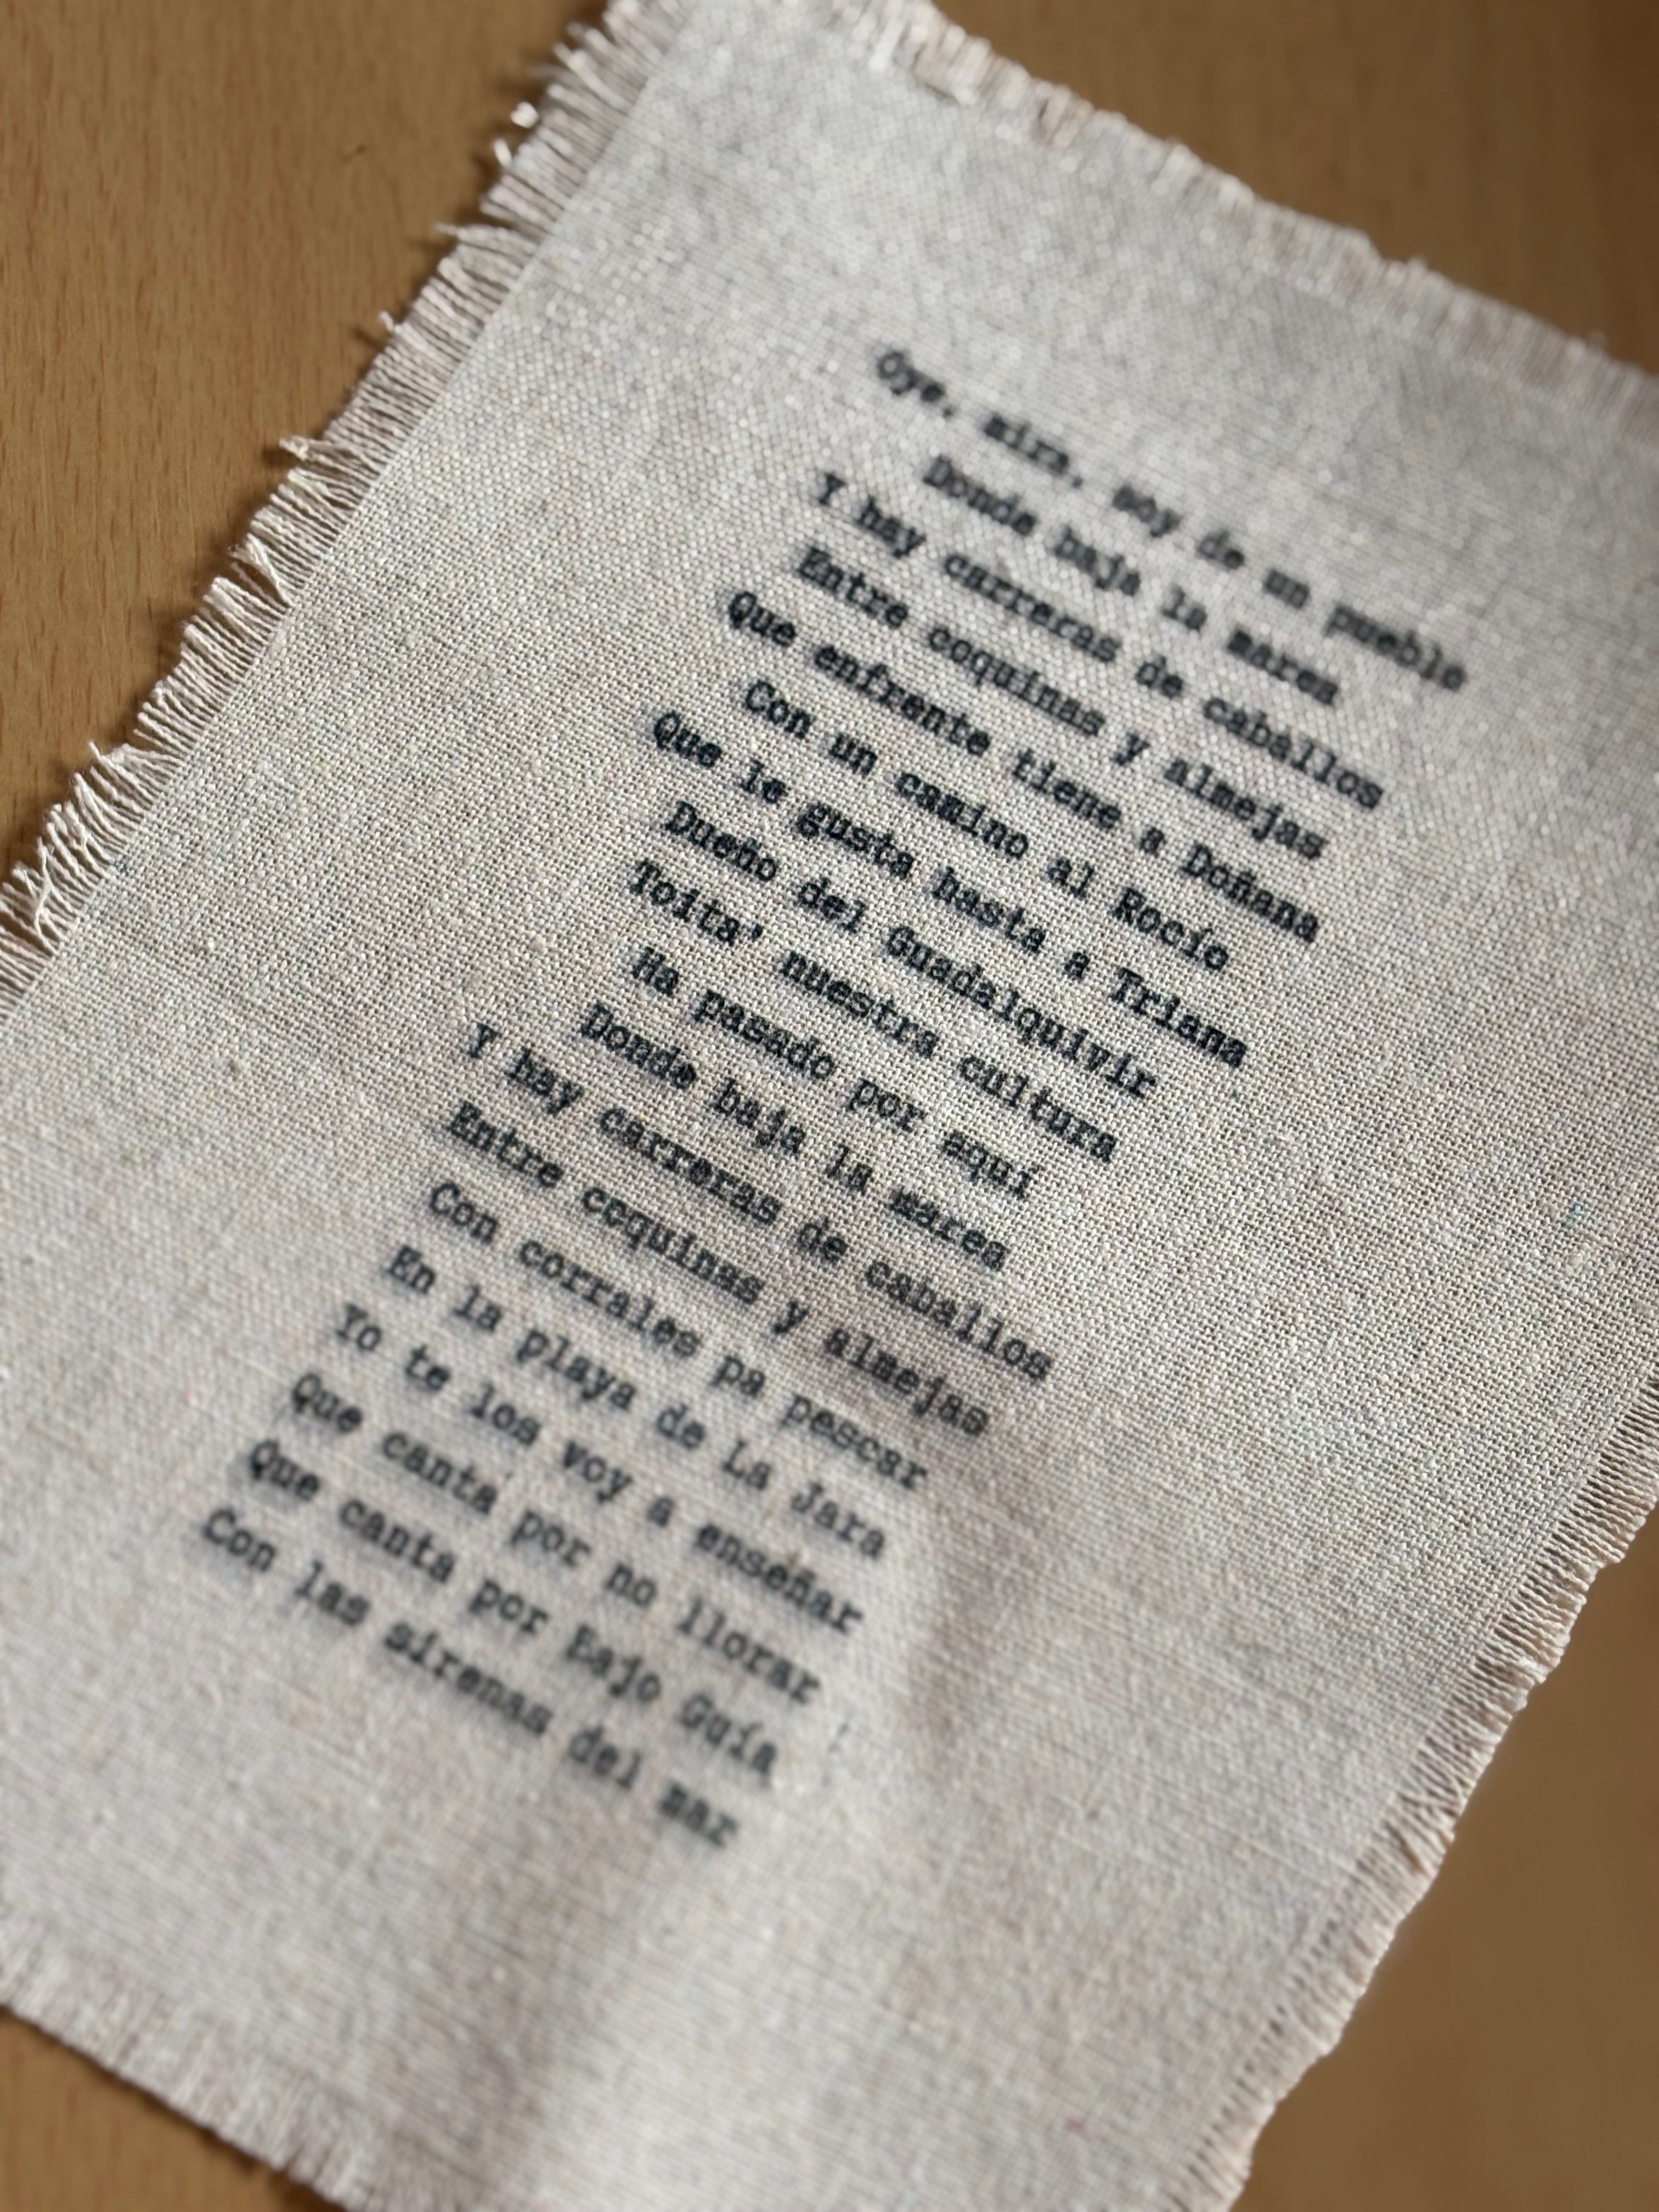 Oye, mira, soy de un pueblo
Donde baja la marea
Y hay carreras de caballos
Entre coquinas y almejas
Que enfrente tiene a Doñana
Con un camino al Rocío
Que le gusta hasta a Triana
Dueño del Guadalquivir
Toita' nuestra cultura
Ha pasado por aquí
Donde baja la marea
Y hay carreras de caballos
Entre coquinas y almejas
Con corrales pa pescar
En la playa de La Jara
Yo te los voy a enseñar
Que canta por no llorar
Que canta por Bajo Guía
Con las sirenas del mar